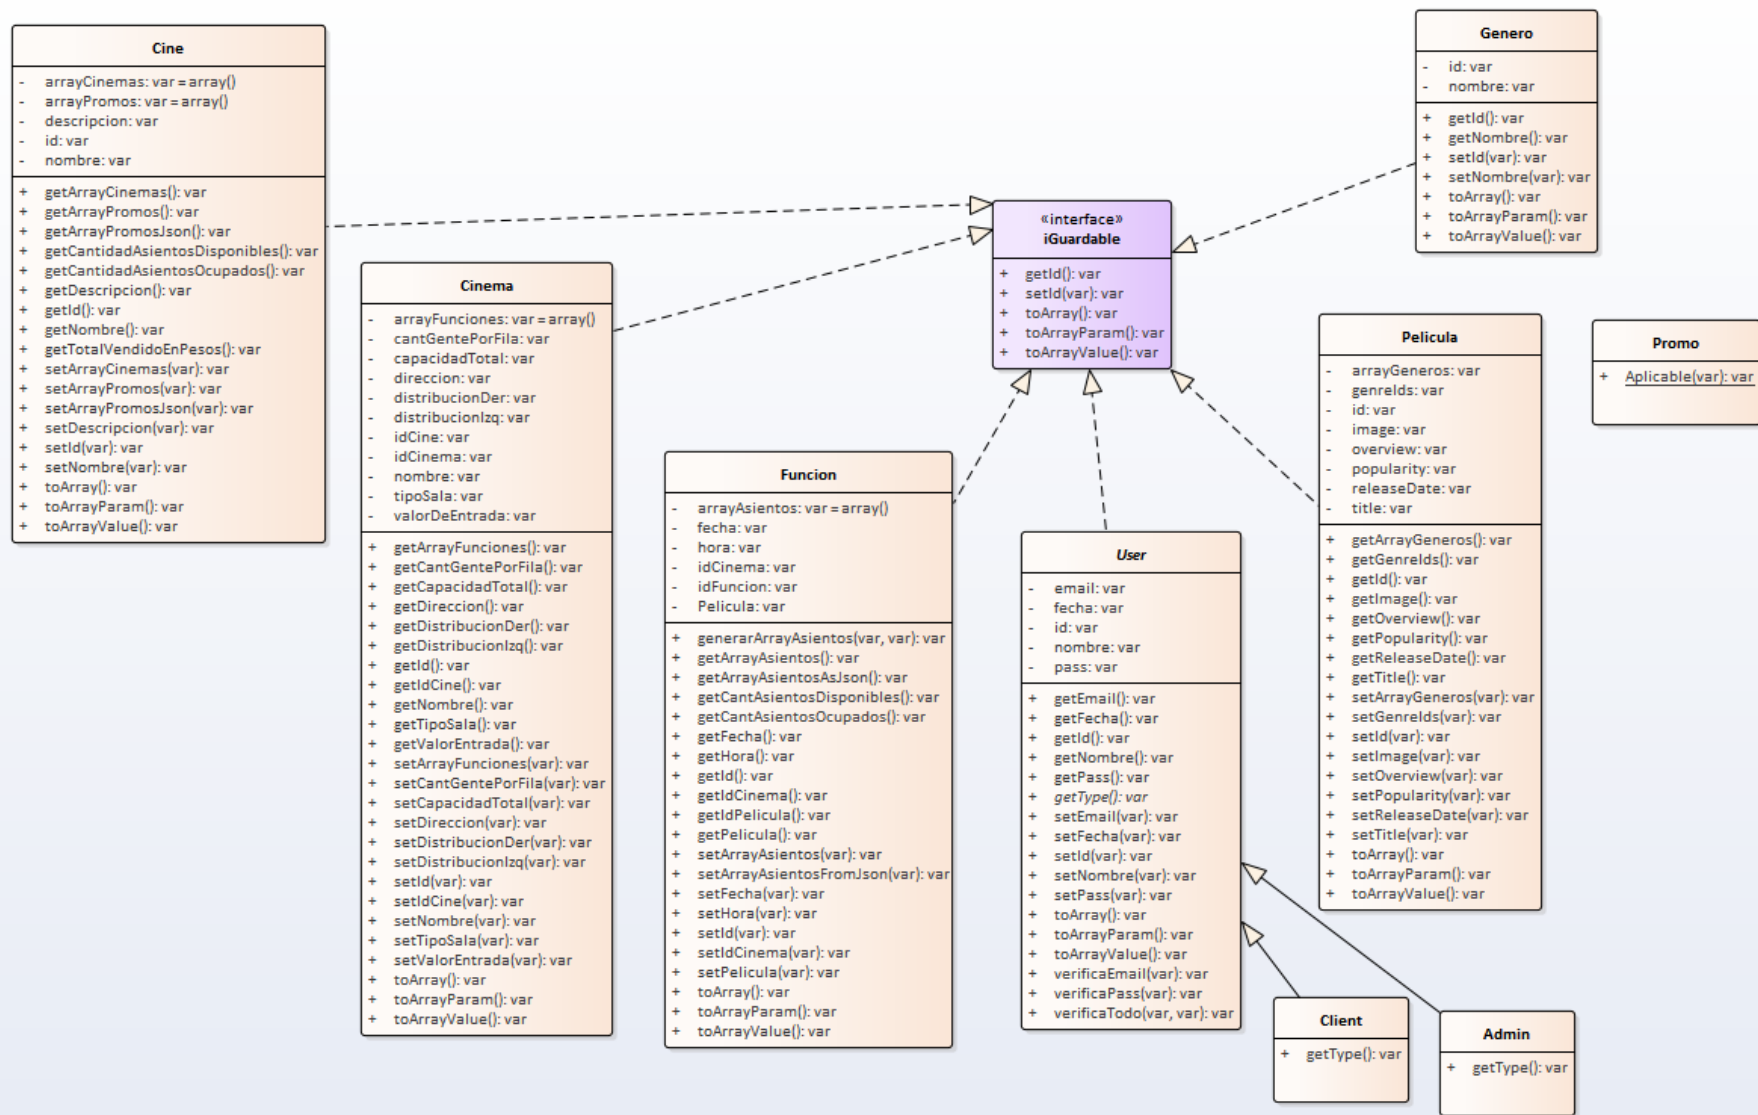 Cine
- arrayCinemas: var = array()
- arrayPromos: var = array()
- descripcion: var
- id: var
- nombre: var
+ getArrayCinemas(): var
+ getArrayPromos(): var
+ getArrayPromosJson(): var
+ getCantidadAsientosDisponibles(): var
+ getCantidadAsientosOcupados(): var
+ getDescripcion(): var
+ getId(): var
+ getNombre(): var
+ getTotalVendidoEnPesos(): var
+ setArrayCinemas(var): var
+ setArrayPromos(var): var
+ setArrayPromosJson(var): var
+ setDescripcion(var): var
+ setId(var): var
+ setNombre(var): var
+ toArray(): var
+ toArrayParam(): var
+ toArrayValue(): var
Cinema
- arrayFunciones: var = array()
- cantGentePorFila: var
- capacidadTotal: var
- direccion: var
- distribucionDer: var
- distribucionIzq: var
- idCine: var
- idCinema: var
- nombre: var
- tipoSala: var
- valorDeEntrada: var
+ getArrayFunciones(): var
+ getCantGentePorFila(): var
+ getCapacidadTotal(): var
+ getDireccion(): var
+ getDistribucionDer(): var
+ getDistribucionIzq(): var
+ getId(): var
+ getIdCine(): var
+ getNombre(): var
+ getTipoSala(): var
+ getValorEntrada(): var
+ setArrayFunciones(var): var
+ setCantGentePorFila(var): var
+ setCapacidadTotal(var): var
+ setDireccion(var): var
+ setDistribucionDer(var): var
+ setDistribucionIzq(var): var
+ setId(var): var
+ setIdCine(var): var
+ setNombre(var): var
+ setTipoSala(var): var
+ setValorEntrada(var): var
+ toArray(): var
+ toArrayParam(): var
+ toArrayValue(): var
Funcion
- arrayAsientos: var = array()
- fecha: var
- hora: var
- idCinema: var
- idFuncion: var
- Pelicula: var
+ generarArrayAsientos(var, var): var
+ getArrayAsientos(): var
+ getArrayAsientosAsJson(): var
+ getCantAsientosDisponibles(): var
+ getCantAsientosOcupados(): var
+ getFecha(): var
+ getHora(): var
+ getId(): var
+ getIdCinema(): var
+ getIdPelicula(): var
+ getPelicula(): var
+ setArrayAsientos(var): var
+ setArrayAsientosFromJson(var): var
+ setFecha(var): var
+ setHora(var): var
+ setId(var): var
+ setIdCinema(var): var
+ setPelicula(var): var
+ toArray(): var
+ toArrayParam(): var
+ toArrayValue(): var
«interface»
iGuardable
+ getId(): var
+ setId(var): var
+ toArray(): var
+ toArrayParam(): var
+ toArrayValue(): var
User
- email: var
- fecha: var
- id: var
- nombre: var
- pass: var
+ getEmail(): var
+ getFecha(): var
+ getId(): var
+ getNombre(): var
+ getPass(): var
+ getType(): var
+ setEmail(var): var
+ setFecha(var): var
+ setId(var): var
+ setNombre(var): var
+ setPass(var): var
+ toArray(): var
+ toArrayParam(): var
+ toArrayValue(): var
+ verificaEmail(var): var
+ verificaPass(var): var
+ verificaTodo(var, var): var
Genero
- id: var
- nombre: var
+ getId(): var
+ getNombre(): var
+ setId(var): var
+ setNombre(var): var
+ toArray(): var
+ toArrayParam(): var
+ toArrayValue(): var
Pelicula
- arrayGeneros: var
- genreIds: var
- id: var
- image: var
- overview: var
- popularity: var
- releaseDate: var
- title: var
+ getArrayGeneros(): var
+ getGenreIds(): var
+ getId(): var
+ getImage(): var
+ getOverview(): var
+ getPopularity(): var
+ getReleaseDate(): var
+ getTitle(): var
+ setArrayGeneros(var): var
+ setGenreIds(var): var
+ setId(var): var
+ setImage(var): var
+ setOverview(var): var
+ setPopularity(var): var
+ setReleaseDate(var): var
+ setTitle(var): var
+ toArray(): var
+ toArrayParam(): var
+ toArrayValue(): var
Promo
+ Aplicable(var): var
Client
+ getType(): var
Admin
+ getType(): var